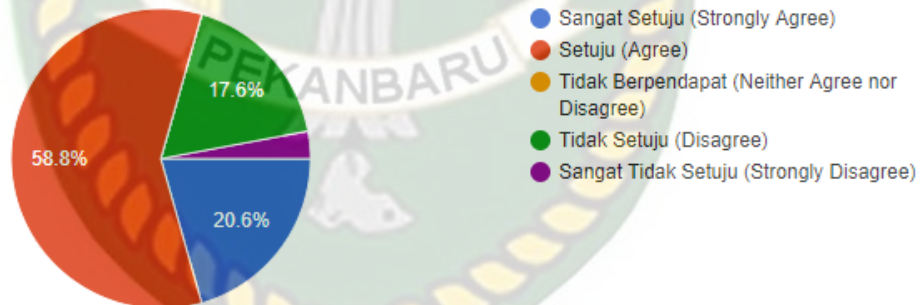 Sangat Setuju (Strongly Agree)
Setuju (Agree)
Tidak Berpendapat (Neither Agree nor
Disagree)
Tidak Setuju (Disagree)
Sangat Tidak Setuju (Strongly Disagree)
PEKANBARU
17.6%
58.8%
20.6%